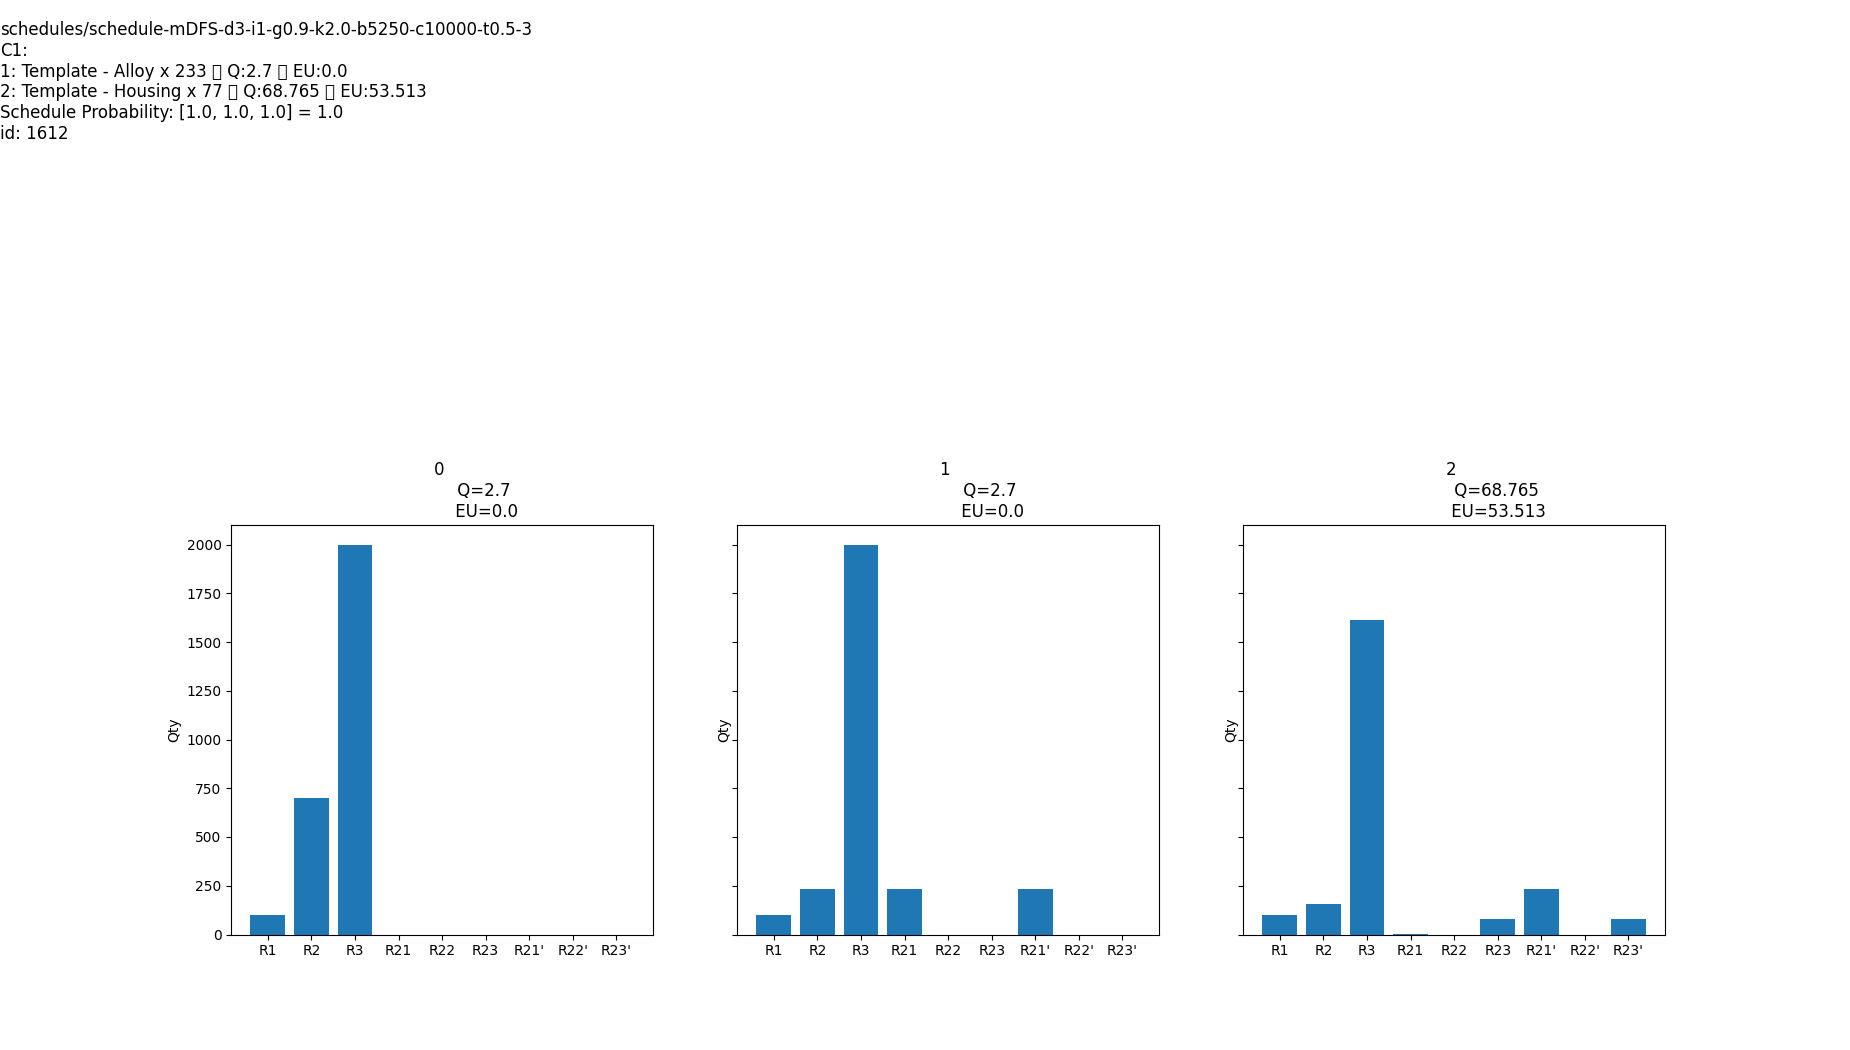 schedules/schedule-mDFS-d3-i1-g0.9-k2.0-b5250-c10000-t0.5-3
C1:
1: Template - Alloy x 233 ▯ Q:2.7 ▯ EU:0.0
2: Template - Housing x 77 ▯ Q:68.765 ▯ EU:53.513
Schedule Probability: [1.0, 1.0, 1.0] = 1.0
id: 1612
0
Q=2.7
EU=0.0
Qty
2000
1750
1500
1250
1000
750
500
250
0
R1 R2 R3 R21 R22 R23 R21' R22' R23'
1
Q=2.7
EU=0.0
Qty
R1 R2 R3 R21 R22 R23 R21' R22' R23'
2
Q=68.765
EU=53.513
Qty
R1 R2 R3 R21 R22 R23 R21' R22' R23'